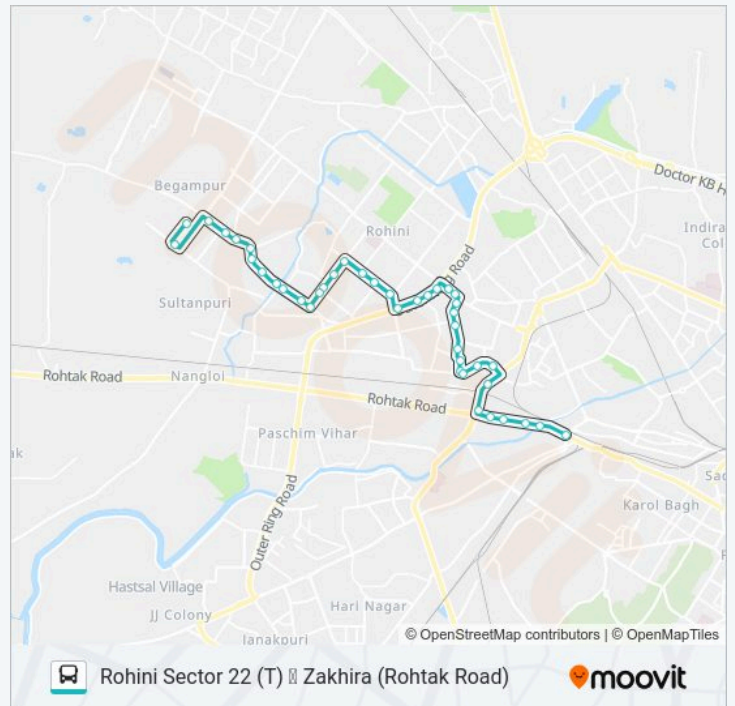 Doctor KB H
Begampur
Indira
Col
Rohini
g Road
Sultanpuri
Rohtak Road
Nangloi
Rohtak Road
ak
Paschim Vihar
Sad
Karol Bagh
Outer Ring Road
Hastsal Village
JJ Colony
Hari Nagar
Janakpuri
© OpenStreetMap contributors | © OpenMapTiles
Rohini Sector 22 (T) Zakhira (Rohtak Road)
moovit